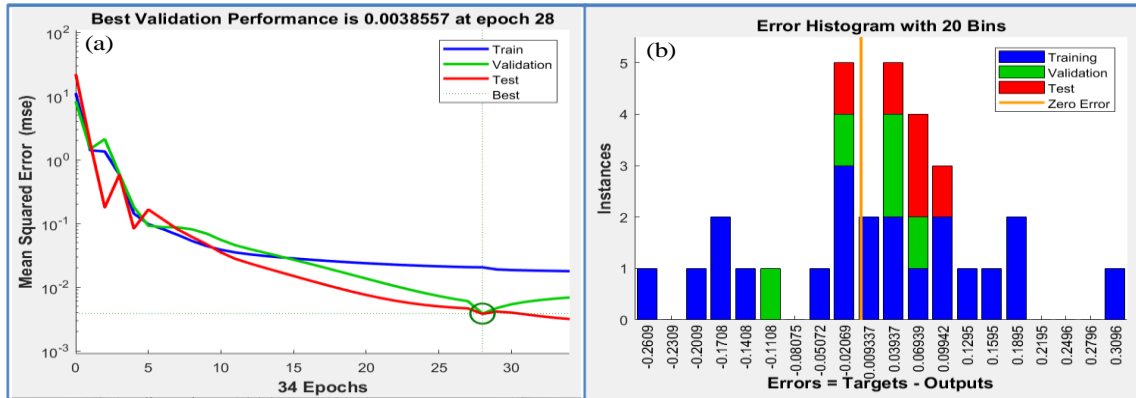 Best Validation Performance is 0.0038557 at epoch 28
(a)
Train
Validation
Test
Best
Mean Squared Error (mse)
10^2
10^1
10^0
10^-1
10^-2
10^-3
0 5 10 15 20 25 30
34 Epochs
Error Histogram with 20 Bins
(b)
Training
Validation
Test
Zero Error
Instances
5
4
3
2
1
0
-0.2609
-0.2309
-0.2009
-0.1708
-0.1408
-0.1108
-0.08075
-0.05072
-0.02069
0.009337
0.03937
0.06939
0.09942
0.1295
0.1595
0.1895
0.2195
0.2496
0.2796
0.3096
Errors = Targets - Outputs